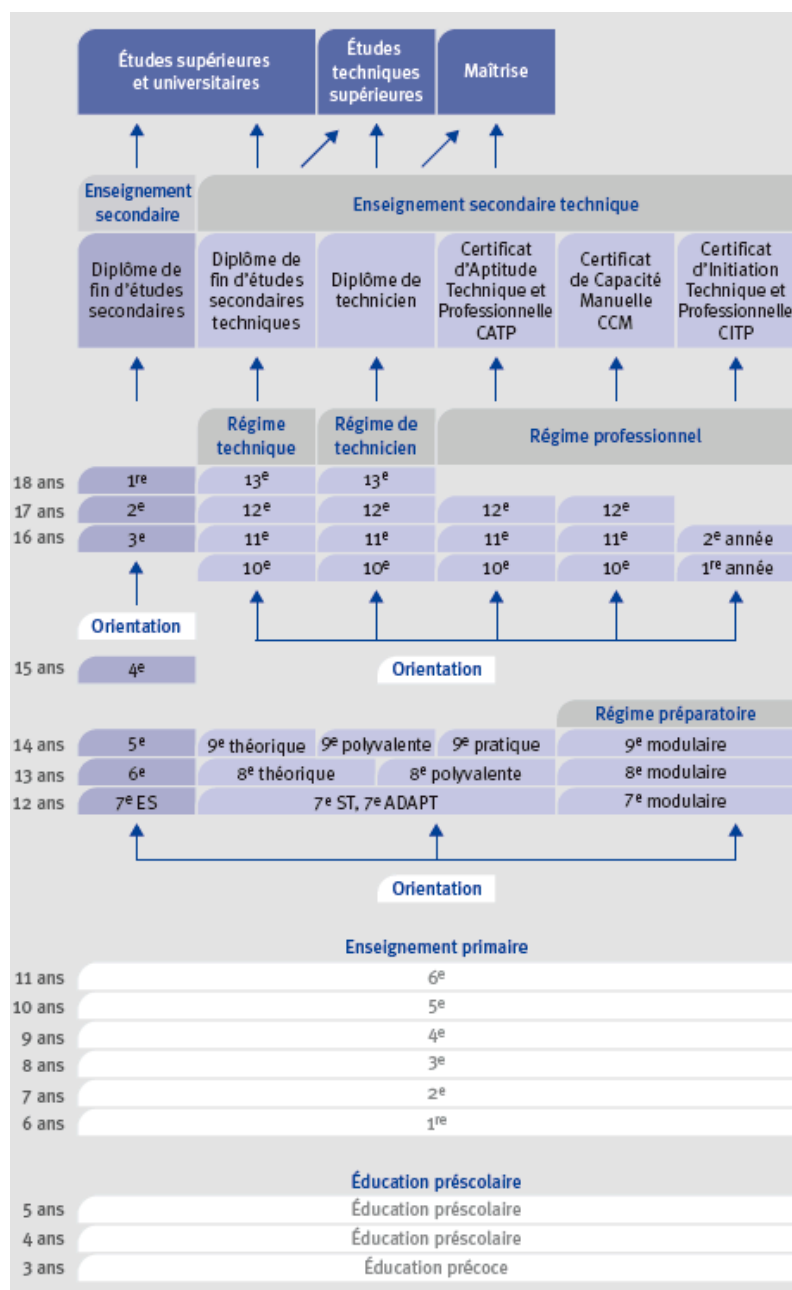 Études supérieures
et universitaires
Études
techniques
supérieures
Maîtrise
Enseignement
secondaire
Enseignement secondaire technique
Diplôme de
fin d'études
secondaires
Diplôme de
fin d'études
secondaires
techniques
Diplôme de
technicien
Certificat
d'Aptitude
Technique et
Professionnelle
CATP
Certificat
de Capacité
Manuelle
CCM
Certificat
d'Initiation
Technique et
Professionnelle
CITP
Régime
technique
Régime de
technicien
Régime professionnel
18 ans 1re 13e 13e
17 ans 2e 12e 12e 12e 12e
16 ans 3e 11e 11e 11e 11e 2e année
10e 10e 10e 10e 1re année
Orientation
15 ans 4e Orientation
Régime préparatoire
14 ans 5e 9e théorique 9e polyvalente 9e pratique 9e modulaire
13 ans 6e 8e théorique 8e polyvalente 8e modulaire
12 ans 7e ES 7e ST, 7e ADAPT 7e modulaire
Orientation
Enseignement primaire
11 ans 6e
10 ans 5e
9 ans 4e
8 ans 3e
7 ans 2e
6 ans 1re
Éducation préscolaire
5 ans Éducation préscolaire
4 ans Éducation préscolaire
3 ans Éducation précoce